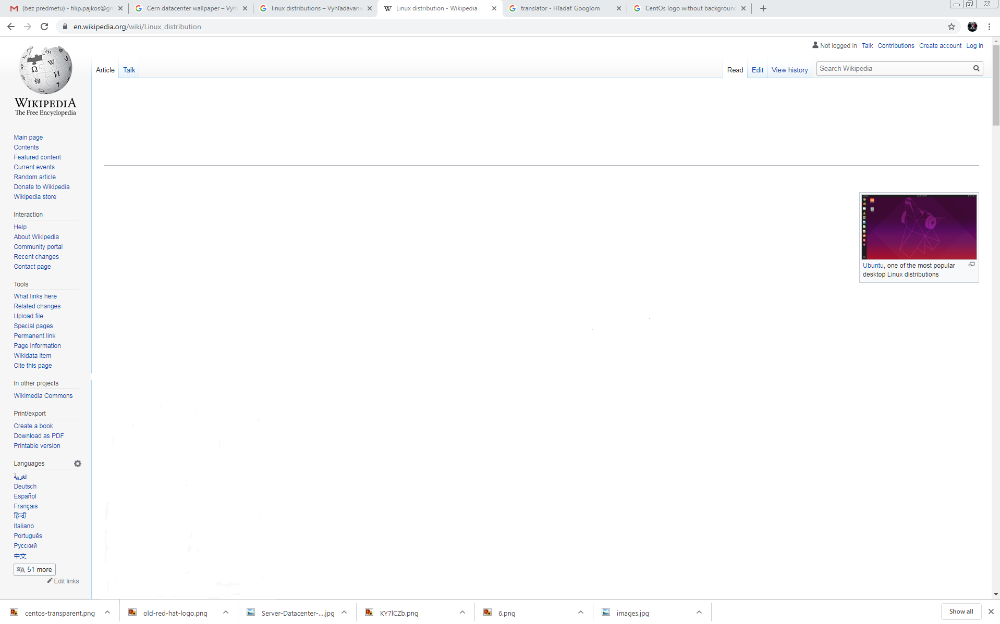 (bez predmetu) - filip.pajkos@gm
Cern datacenter wallpaper – Vyhľ
linux distributions – Vyhľadávanie
Linux distribution - Wikipedia
translator - Hľadať Googlom
CentOs logo without background
en.wikipedia.org/wiki/Linux_distribution
Not logged in Talk Contributions Create account Log in
Article Talk
Read Edit View history
Search Wikipedia
WIKIPEDIA
The Free Encyclopedia
Main page
Contents
Featured content
Current events
Random article
Donate to Wikipedia
Wikipedia store
Interaction
Help
About Wikipedia
Community portal
Recent changes
Contact page
Tools
What links here
Related changes
Upload file
Special pages
Permanent link
Page information
Wikidata item
Cite this page
In other projects
Wikimedia Commons
Print/export
Create a book
Download as PDF
Printable version
Languages
العربية
Deutsch
Español
Français
हिन्दी
Italiano
Português
Русский
中文
51 more
Edit links
Ubuntu, one of the most popular
desktop Linux distributions
centos-transparent.png
old-red-hat-logo.png
Server-Datacenter-....jpg
KY7lCZb.png
6.png
images.jpg
Show all